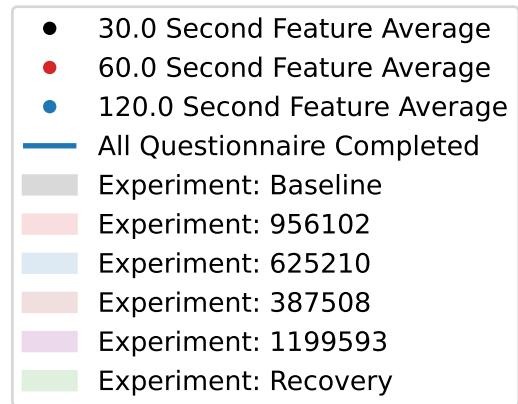 30.0 Second Feature Average
60.0 Second Feature Average
120.0 Second Feature Average
All Questionnaire Completed
Experiment: Baseline
Experiment: 956102
Experiment: 625210
Experiment: 387508
Experiment: 1199593
Experiment: Recovery